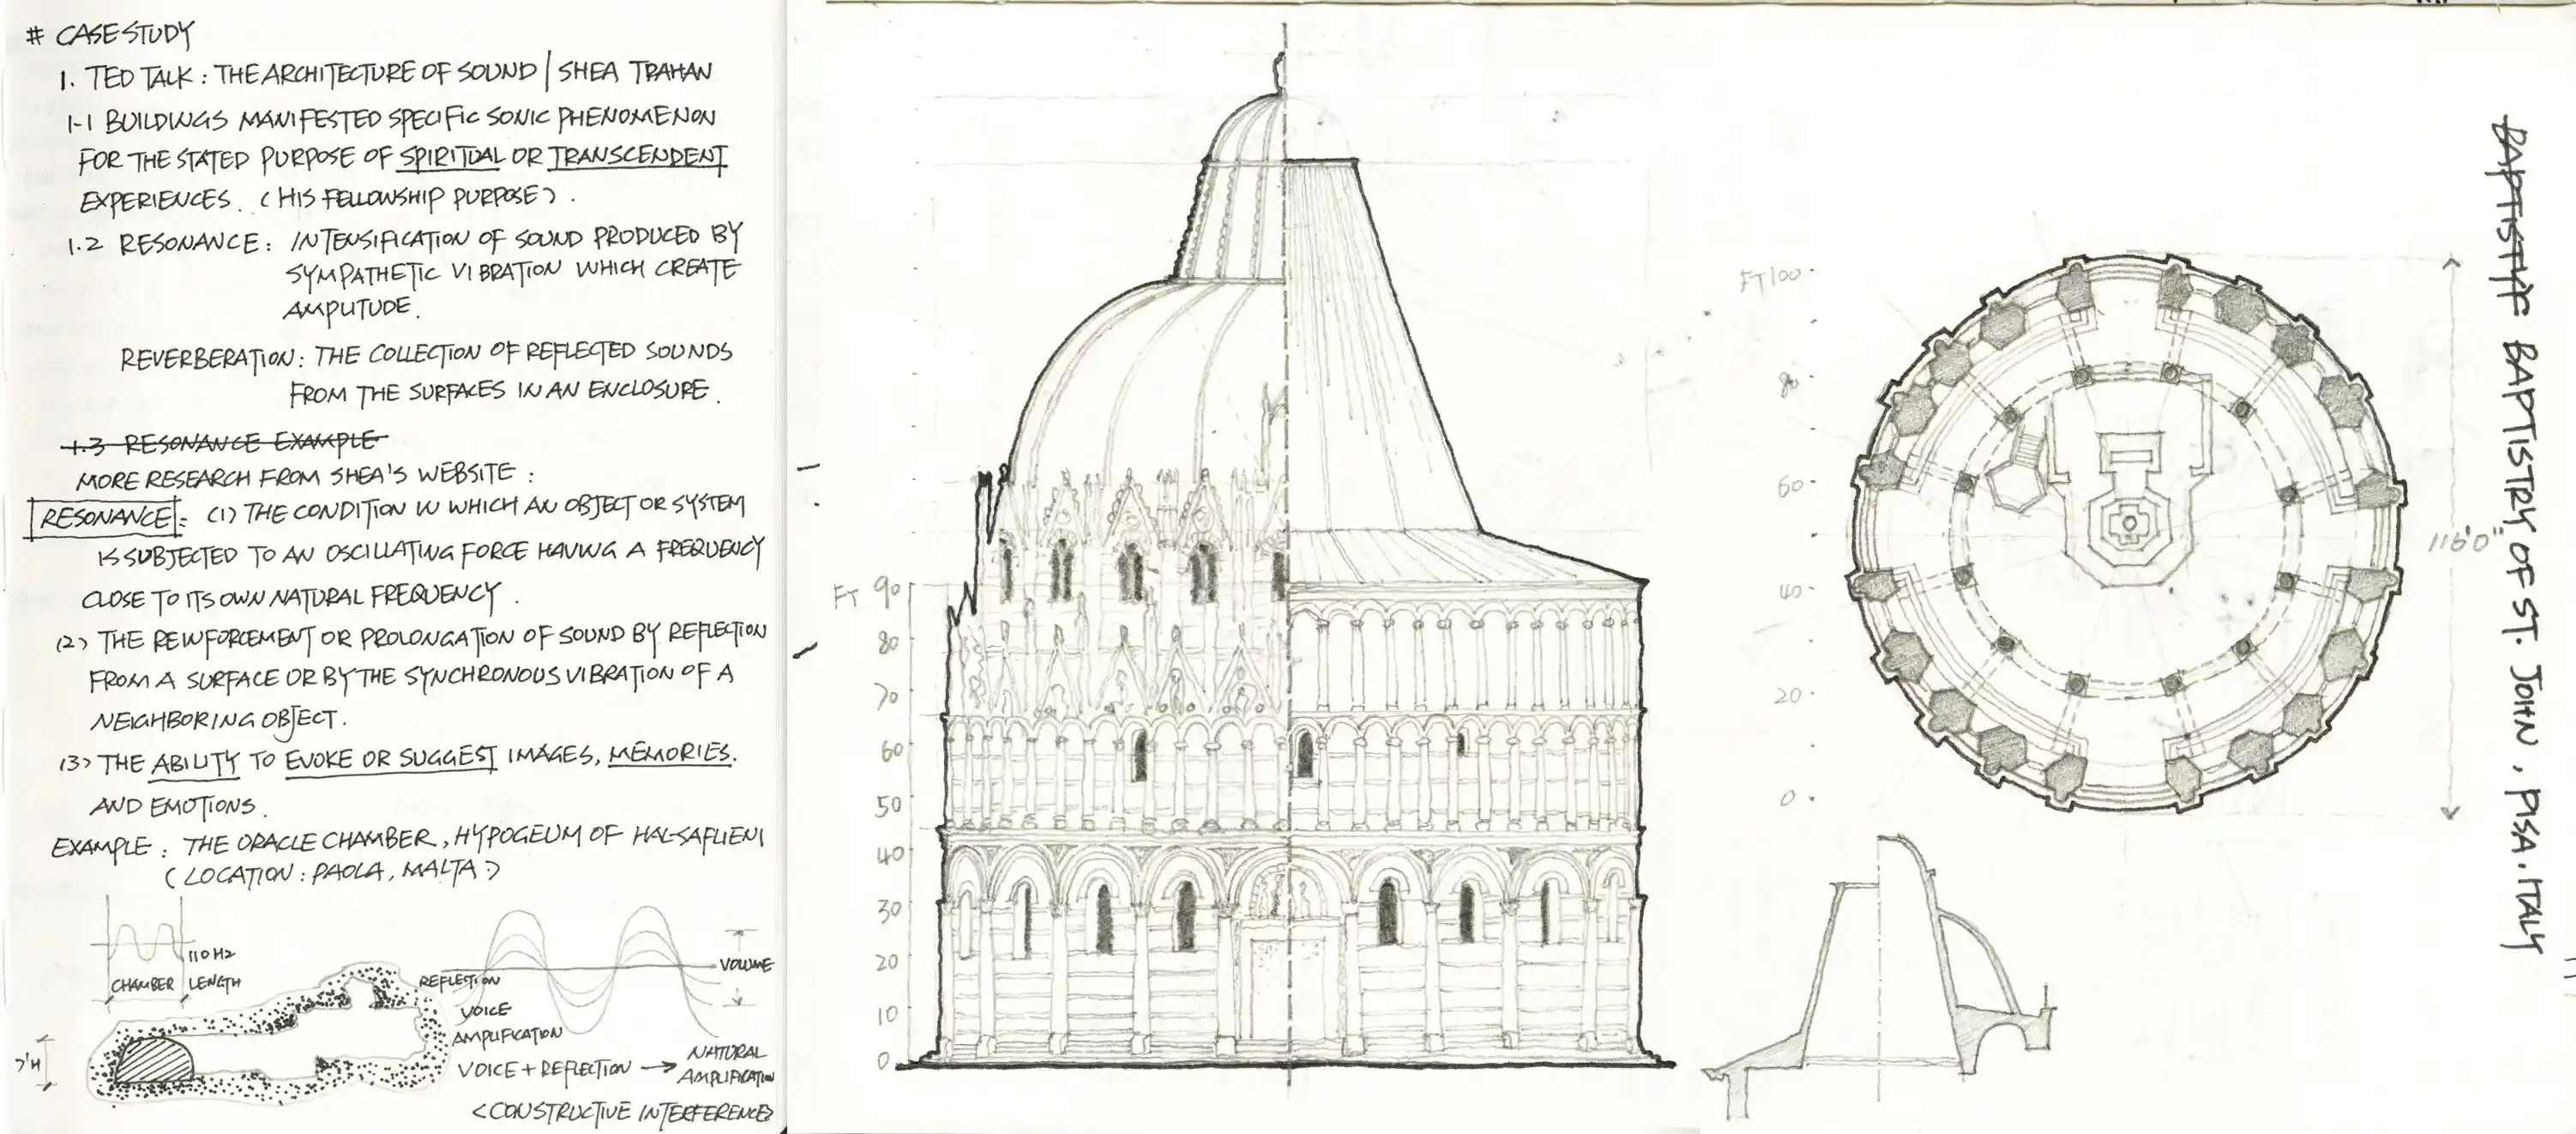 # CASE STUDY
1. TED TALK : THE ARCHITECTURE OF SOUND | SHEA TRAHAN
1-1 BUILDINGS MANIFESTED SPECIFIC SONIC PHENOMENON
FOR THE STATED PURPOSE OF SPIRITUAL OR TRANSCENDENT
EXPERIENCES. (HIS FELLOWSHIP PURPOSE).
1.2 RESONANCE: INTENSIFICATION OF SOUND PRODUCED BY
SYMPATHETIC VIBRATION WHICH CREATE
AMPLITUDE.
REVERBERATION: THE COLLECTION OF REFLECTED SOUNDS
FROM THE SURFACES IN AN ENCLOSURE.
1.3 RESONANCE EXAMPLE
MORE RESEARCH FROM SHEA'S WEBSITE :
RESONANCE: (1) THE CONDITION IN WHICH AN OBJECT OR SYSTEM
IS SUBJECTED TO AN OSCILLATING FORCE HAVING A FREQUENCY
CLOSE TO ITS OWN NATURAL FREQUENCY.
(2) THE REINFORCEMENT OR PROLONGATION OF SOUND BY REFLECTION
FROM A SURFACE OR BY THE SYNCHRONOUS VIBRATION OF A
NEIGHBORING OBJECT.
(3) THE ABILITY TO EVOKE OR SUGGEST IMAGES, MEMORIES.
AND EMOTIONS.
EXAMPLE : THE ORACLE CHAMBER, HYPOGEUM OF HAL-SAFLIENI
(LOCATION : PAOLA, MALTA)
110HZ
CHAMBER LENGTH
7'H
REFLECTION
VOICE
AMPLIFICATION
VOLUME
VOICE + REFLECTION → NATURAL
AMPLIFICATION
<CONSTRUCTIVE INTERFERENCE>
FT 90
80
70
60
50
40
30
20
10
0
FT 100
80
60
40
20
0
116'0"
BAPTISTRY OF ST. JOHN . PISA . ITALY